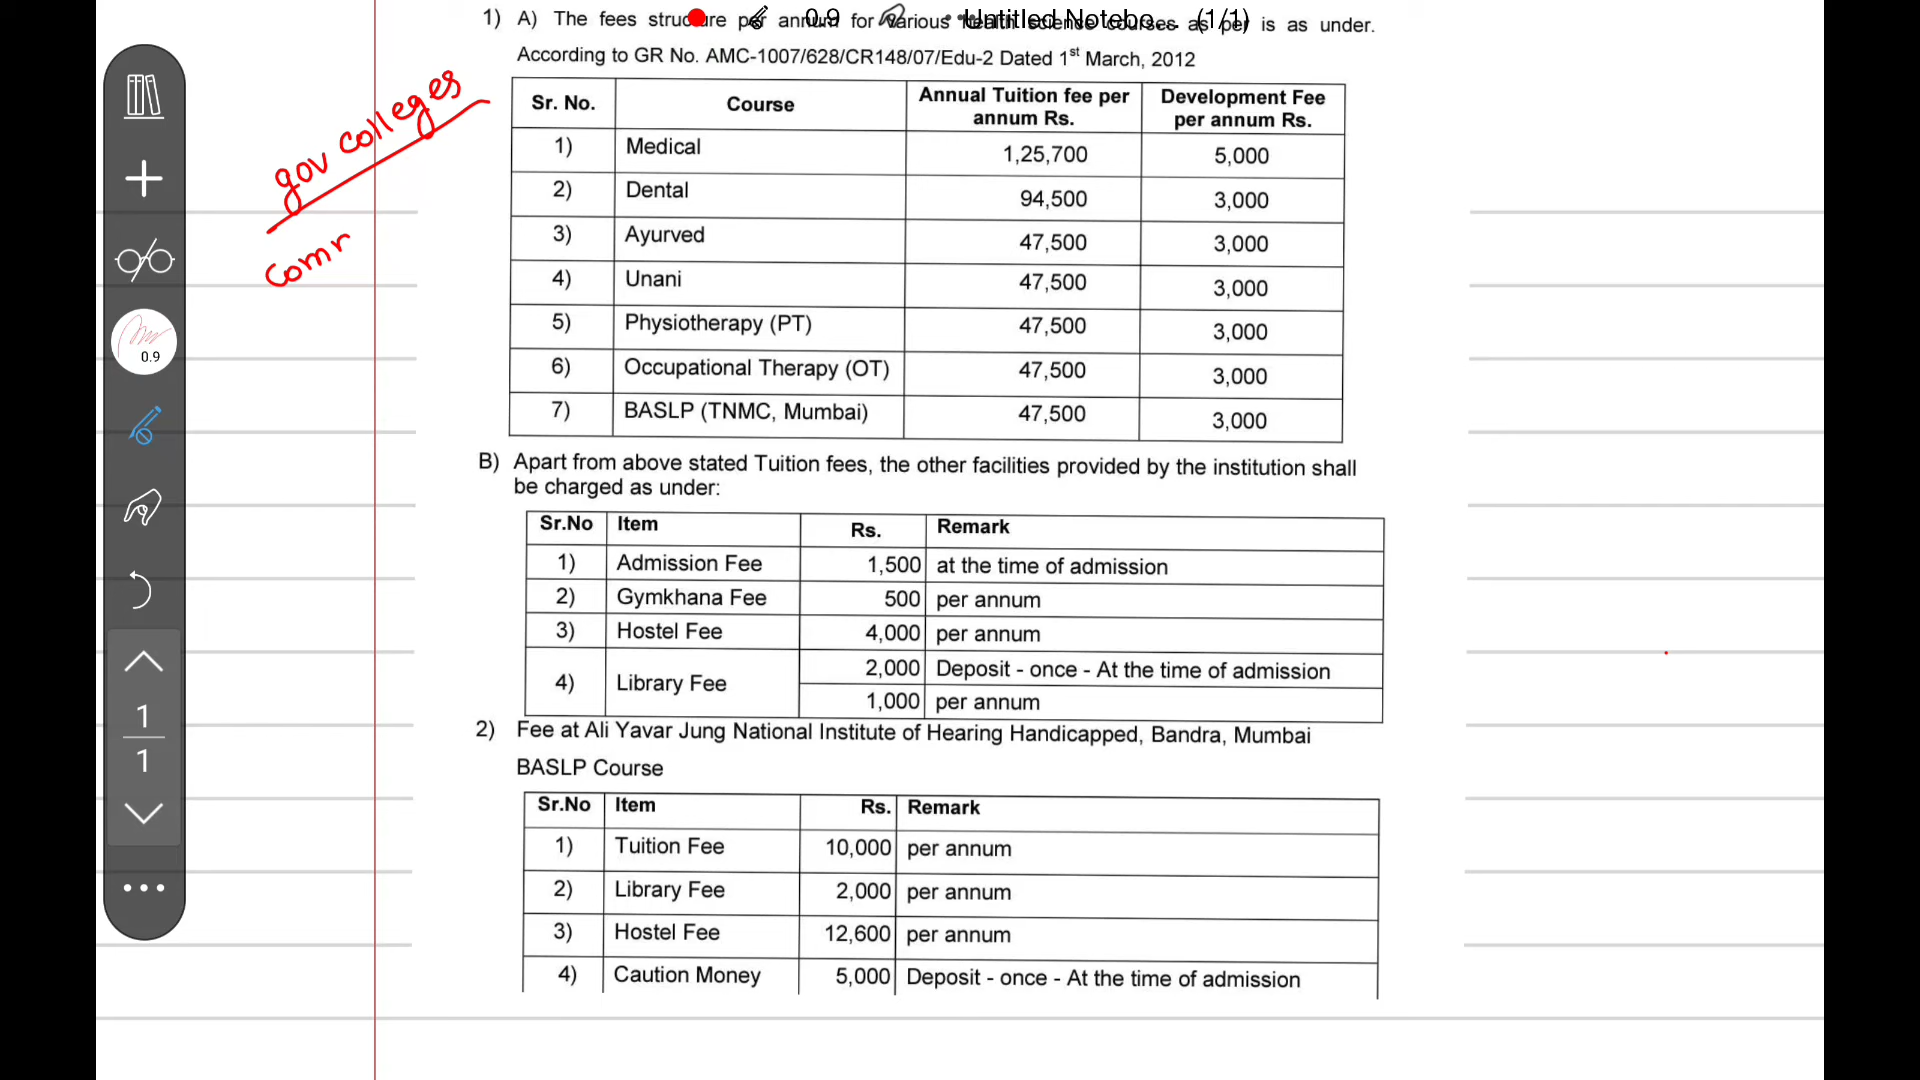 0.9 Untitled Notebo... (1/1)
1) A) The fees structure per annum for various health science courses as per is as under.
According to GR No. AMC-1007/628/CR148/07/Edu-2 Dated 1st March, 2012
gov colleges
comr
Sr. No. Course Annual Tuition fee per annum Rs. Development Fee per annum Rs.
1) Medical 1,25,700 5,000
2) Dental 94,500 3,000
3) Ayurved 47,500 3,000
4) Unani 47,500 3,000
5) Physiotherapy (PT) 47,500 3,000
6) Occupational Therapy (OT) 47,500 3,000
7) BASLP (TNMC, Mumbai) 47,500 3,000
0.9
B) Apart from above stated Tuition fees, the other facilities provided by the institution shall
be charged as under:
Sr.No Item Rs. Remark
1) Admission Fee 1,500 at the time of admission
2) Gymkhana Fee 500 per annum
3) Hostel Fee 4,000 per annum
4) Library Fee 2,000 Deposit - once - At the time of admission
1,000 per annum
1
1
2) Fee at Ali Yavar Jung National Institute of Hearing Handicapped, Bandra, Mumbai
BASLP Course
Sr.No Item Rs. Remark
1) Tuition Fee 10,000 per annum
2) Library Fee 2,000 per annum
3) Hostel Fee 12,600 per annum
4) Caution Money 5,000 Deposit - once - At the time of admission